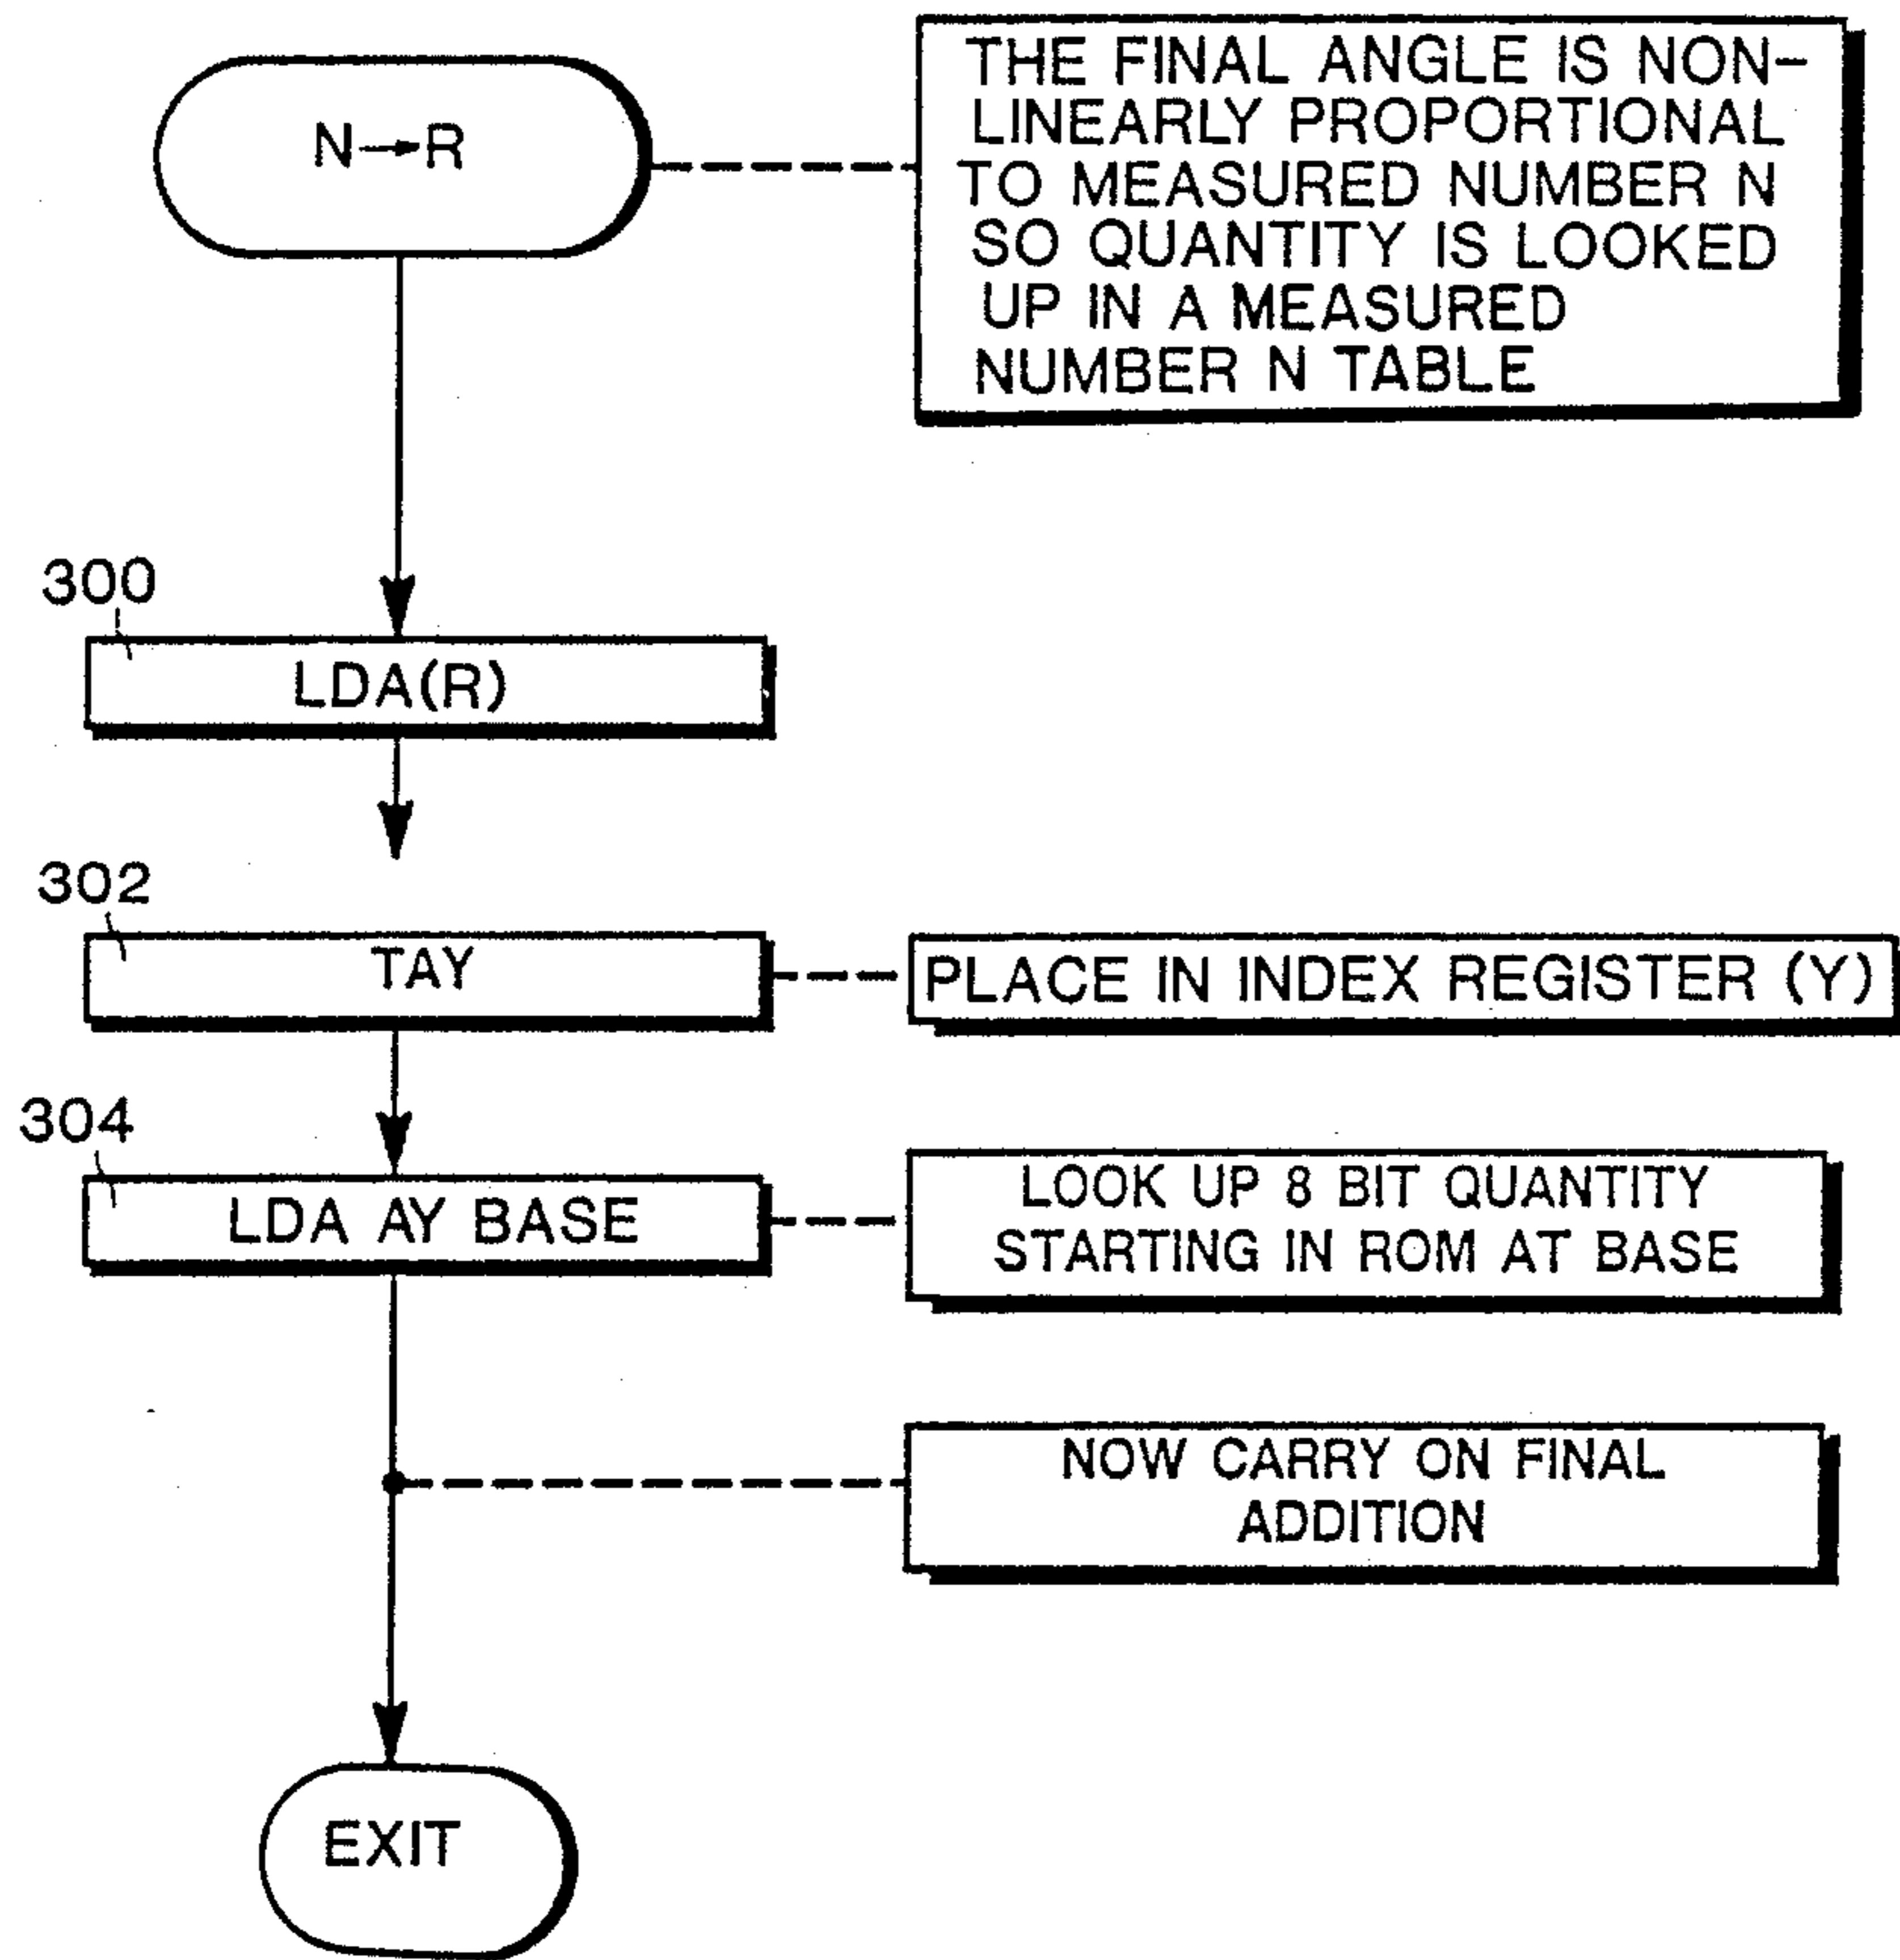 N→R
THE FINAL ANGLE IS NON-
LINEARLY PROPORTIONAL
TO MEASURED NUMBER N
SO QUANTITY IS LOOKED
UP IN A MEASURED
NUMBER N TABLE
300
LDA(R)
302
TAY
PLACE IN INDEX REGISTER (Y)
304
LDA AY BASE
LOOK UP 8 BIT QUANTITY
STARTING IN ROM AT BASE
NOW CARRY ON FINAL
ADDITION
EXIT